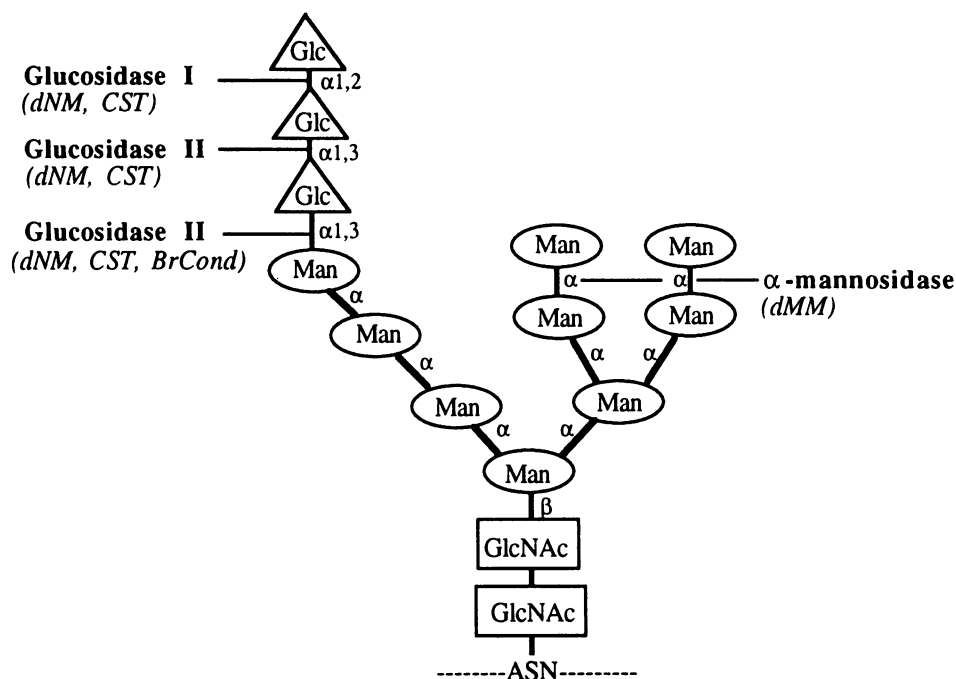 Glc
Glucosidase I
α1,2
(dNM, CST)
Glc
Glucosidase II
α1,3
(dNM, CST)
Glc
Glucosidase II
α1,3
(dNM, CST, BrCond)
Man
Man
Man
α
α
α-mannosidase
(dMM)
Man
Man
α
Man
α
α
α
Man
Man
α
α
Man
β
GlcNAc
GlcNAc
--------ASN---------